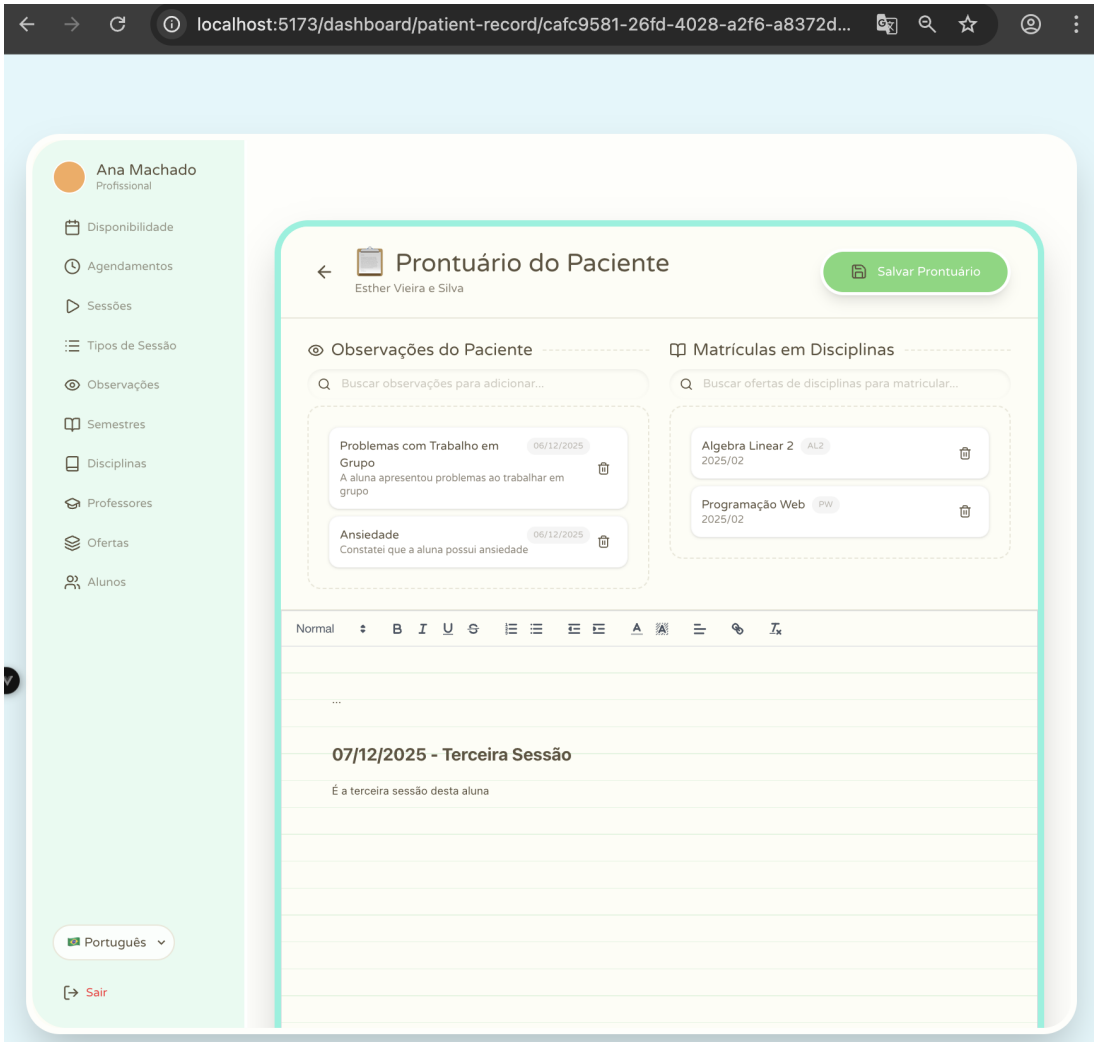 localhost:5173/dashboard/patient-record/cafc9581-26fd-4028-a2f6-a8372d...
Ana Machado
Profissional
Disponibilidade
Agendamentos
Sessões
Tipos de Sessão
Observações
Semestres
Disciplinas
Professores
Ofertas
Alunos
Português
Sair
Prontuário do Paciente
Esther Vieira e Silva
Salvar Prontuário
Observações do Paciente
Buscar observações para adicionar...
Problemas com Trabalho em
Grupo
06/12/2025
A aluna apresentou problemas ao trabalhar em
grupo
Ansiedade
06/12/2025
Constatei que a aluna possui ansiedade
Matrículas em Disciplinas
Buscar ofertas de disciplinas para matricular...
Algebra Linear 2 AL2
2025/02
Programação Web PW
2025/02
Normal
...
07/12/2025 - Terceira Sessão
É a terceira sessão desta aluna